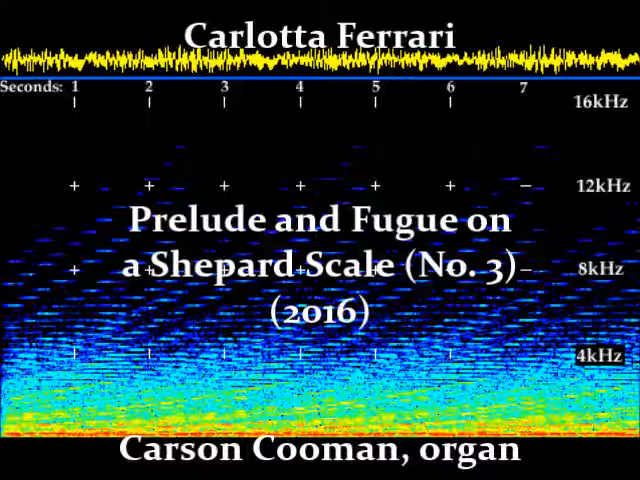 Carlotta Ferrari
Seconds: 1 2 3 4 5 6 7
16kHz
12kHz
Prelude and Fugue on
a Shepard Scale (No. 3)
8kHz
(2016)
4kHz
Carson Cooman, organ